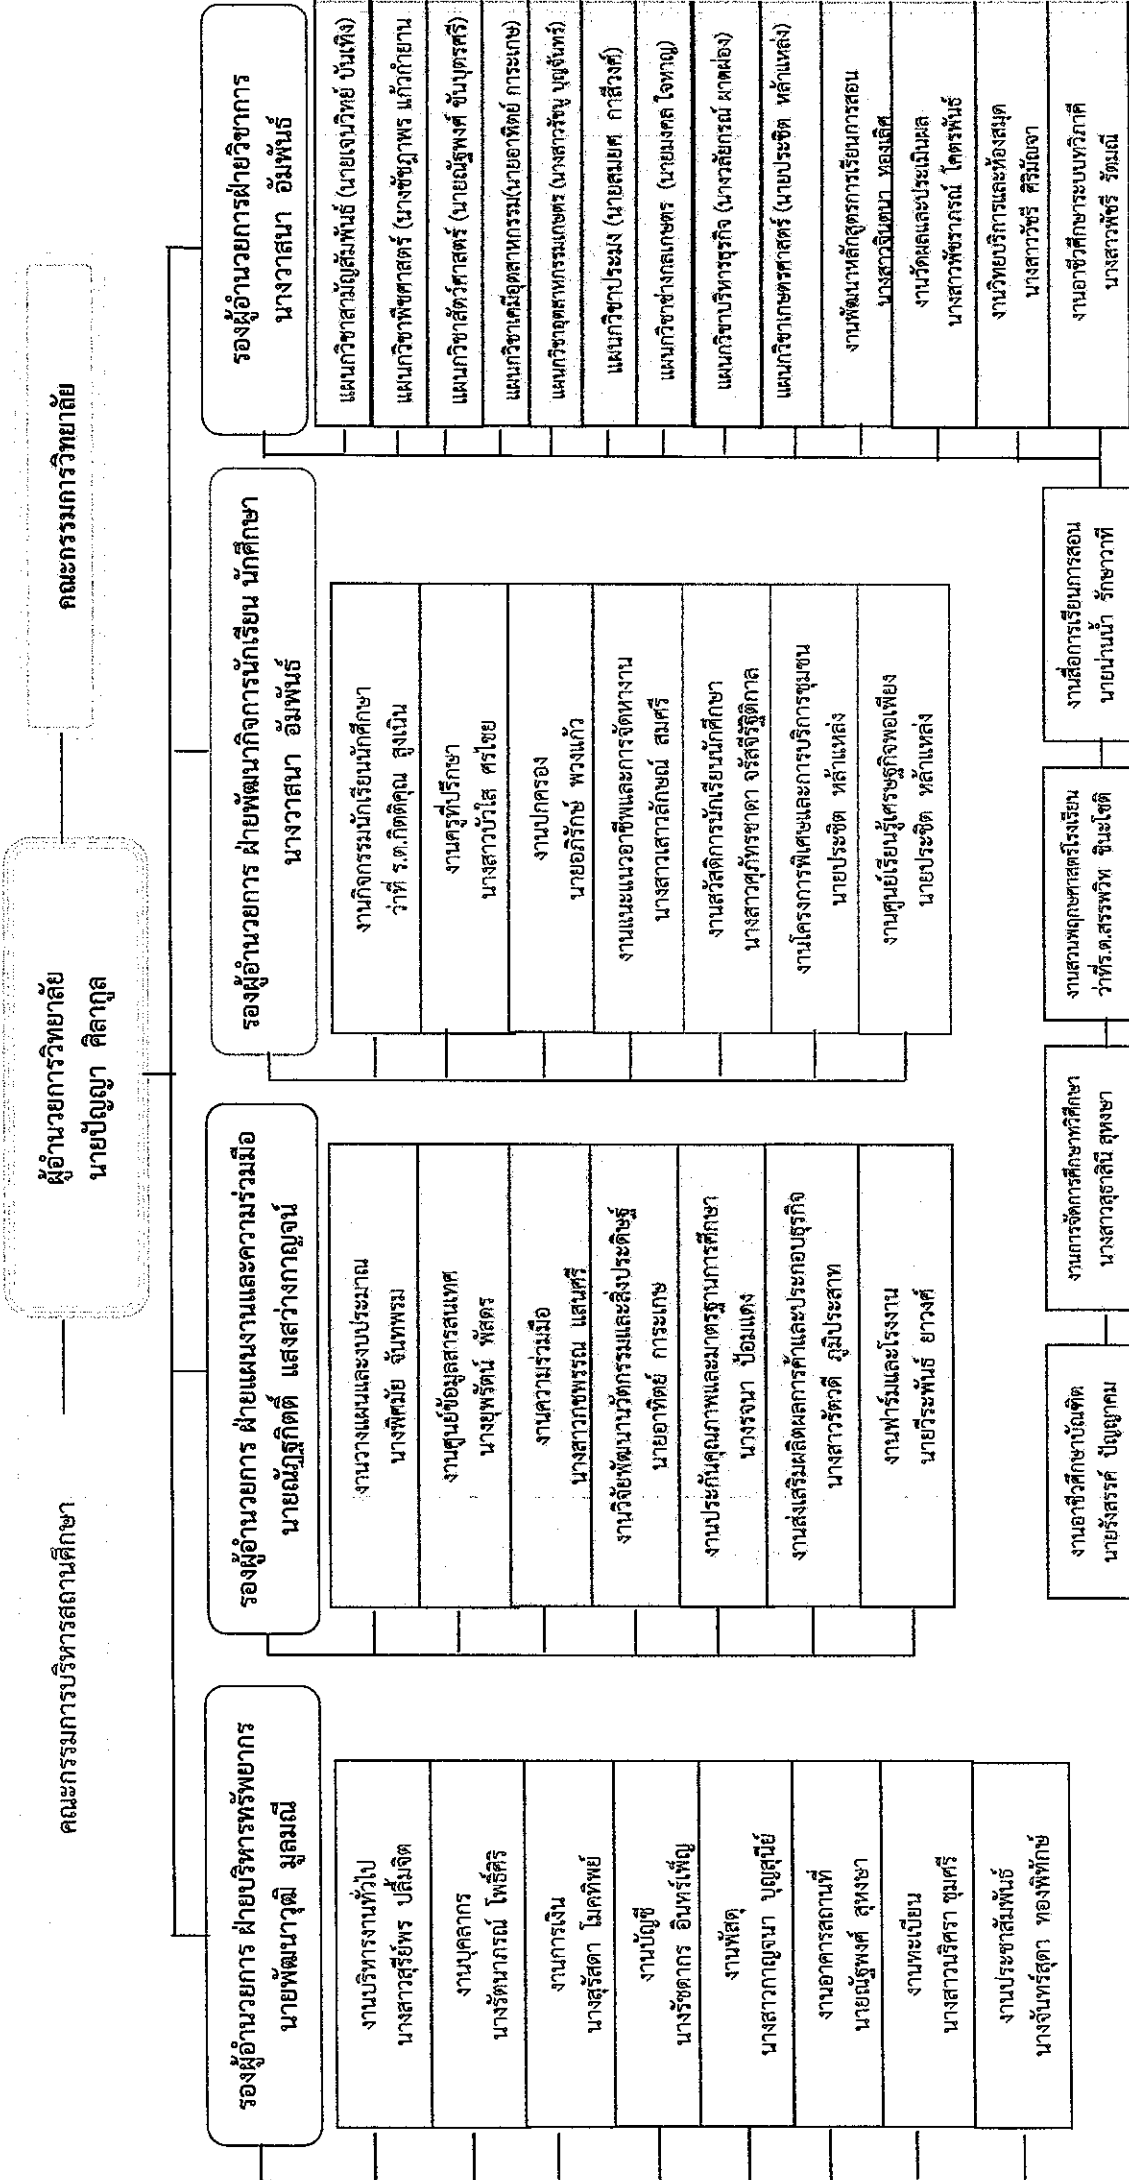 คณะกรรมการบริหารสถานศึกษา
ผู้อำนวยการวิทยาลัย
นายปัญญา ศิลากุล
คณะกรรมการวิทยาลัย
รองผู้อำนวยการ ฝ่ายบริหารทรัพยากร
นายพัฒนาวุฒิ มูลมณี
งานบริหารงานทั่วไป
นางสาวสุรีย์พร ปลื้มจิต
งานบุคลากร
นางรัตนาภรณ์ โพธิ์ศิริ
งานการเงิน
นางสุรัสดา โมคทิพย์
งานบัญชี
นางรัชดากร อินทร์เพ็ญ
งานพัสดุ
นางสาวกาญจนา บุญสุนีย์
งานอาคารสถานที่
นายณัฐพงศ์ สุหงษา
งานทะเบียน
นางสาวนริศรา ชุมศรี
งานประชาสัมพันธ์
นางจันทร์สุดา ทองพิทักษ์
รองผู้อำนวยการ ฝ่ายแผนงานและความร่วมมือ
นายณัฏฐกิตติ์ แสงสว่างกาญจน์
งานวางแผนและงบประมาณ
นางพิศมัย จันทพรม
งานศูนย์ข้อมูลสารสนเทศ
นางยุพรัตน์ พัสดร
งานความร่วมมือ
นางสาวกชพรรณ แสนศรี
งานวิจัยพัฒนานวัตกรรมและสิ่งประดิษฐ์
นายอาทิตย์ การะเกษ
งานประกันคุณภาพและมาตรฐานการศึกษา
นางรจนา ป้อมแดง
งานส่งเสริมผลิตผลการค้าและประกอบธุรกิจ
นางสาวรัตวดี ภูมิประสาท
งานฟาร์มและโรงงาน
นายวีระพันธ์ ยาวงศ์
รองผู้อำนวยการ ฝ่ายพัฒนากิจการนักเรียน นักศึกษา
นางวาสนา อัมพันธ์
งานกิจกรรมนักเรียนนักศึกษา
ว่าที่ ร.ต.กิตติคุณ สูงเนิน
งานครูที่ปรึกษา
นางสาวบัวไส ศรไชย
งานปกครอง
นายอภิรักษ์ พวงแก้ว
งานแนะแนวอาชีพและการจัดหางาน
นางสาวเสาวลักษณ์ สมศรี
งานสวัสดิการนักเรียนนักศึกษา
นางสาวศุภัทรชาดา จรัสจิรัฐิติกาล
งานโครงการพิเศษและการบริการชุมชน
นายประชิต หล้าแหล่ง
งานศูนย์เรียนรู้เศรษฐกิจพอเพียง
นายประชิต หล้าแหล่ง
รองผู้อำนวยการฝ่ายวิชาการ
นางวาสนา อัมพันธ์
แผนกวิชาสามัญสัมพันธ์ (นายเจนวิทย์ บันเทิง)
แผนกวิชาพืชศาสตร์ (นางชัชฎาพร แก้วกำยาน
แผนกวิชาสัตว์ศาสตร์ (นายณัฐพงศ์ ขันบุตรศรี)
แผนกวิชาเคมีอุตสาหกรรม(นายอาทิตย์ การะเกษ)
แผนกวิชาอุตสาหกรรมเกษตร (นางสาววรัชนู บุญจันทร์)
แผนกวิชาประมง (นายสมยศ กาสีวงศ์)
แผนกวิชาช่างกลเกษตร (นายมงคล ใจหาญ)
แผนกวิชาบริหารธุรกิจ (นางวลัยกรณ์ ผาดผ่อง)
แผนกวิชาเกษตรศาสตร์ (นายประชิต หล้าแหล่ง)
งานพัฒนาหลักสูตรการเรียนการสอน
นางสาวจินตนา ทองเลิศ
งานวัดผลและประเมินผล
นางสาวพัชราภรณ์ โคตรพันธ์
งานวิทยบริการและห้องสมุด
นางสาววัชรี ศิริมัญจา
งานอาชีวศึกษาระบบทวิภาคี
นางสาวพัชรี รัตมณี
งานอาชีวศึกษาบัณฑิต
นายรังสรรค์ ปัญญาคม
งานการจัดการศึกษาทวิศึกษา
นางสาวสุธาสินี สุหงษา
งานสวนพฤกษศาสตร์โรงเรียน
ว่าที่ร.ต.สรรพวิท ชินะโชติ
งานสื่อการเรียนการสอน
นายน่านน้ำ รักษาวาที